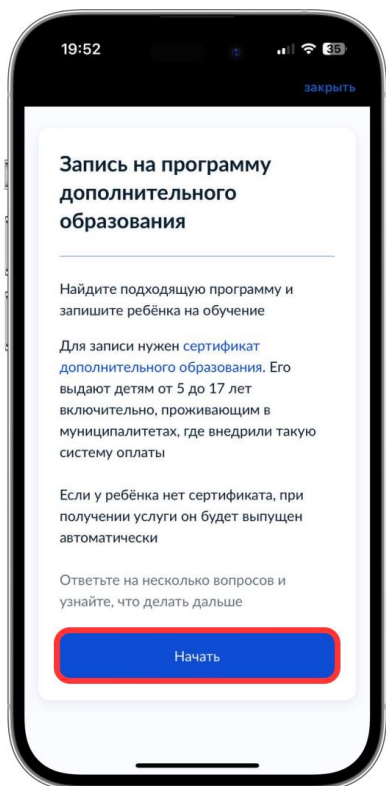 19:52
35
закрыть
Запись на программу
дополнительного
образования
Найдите подходящую программу и
запишите ребёнка на обучение
Для записи нужен сертификат
дополнительного образования. Его
выдают детям от 5 до 17 лет
включительно, проживающим в
муниципалитетах, где внедрили такую
систему оплаты
Если у ребёнка нет сертификата, при
получении услуги он будет выпущен
автоматически
Ответьте на несколько вопросов и
узнайте, что делать дальше
Начать